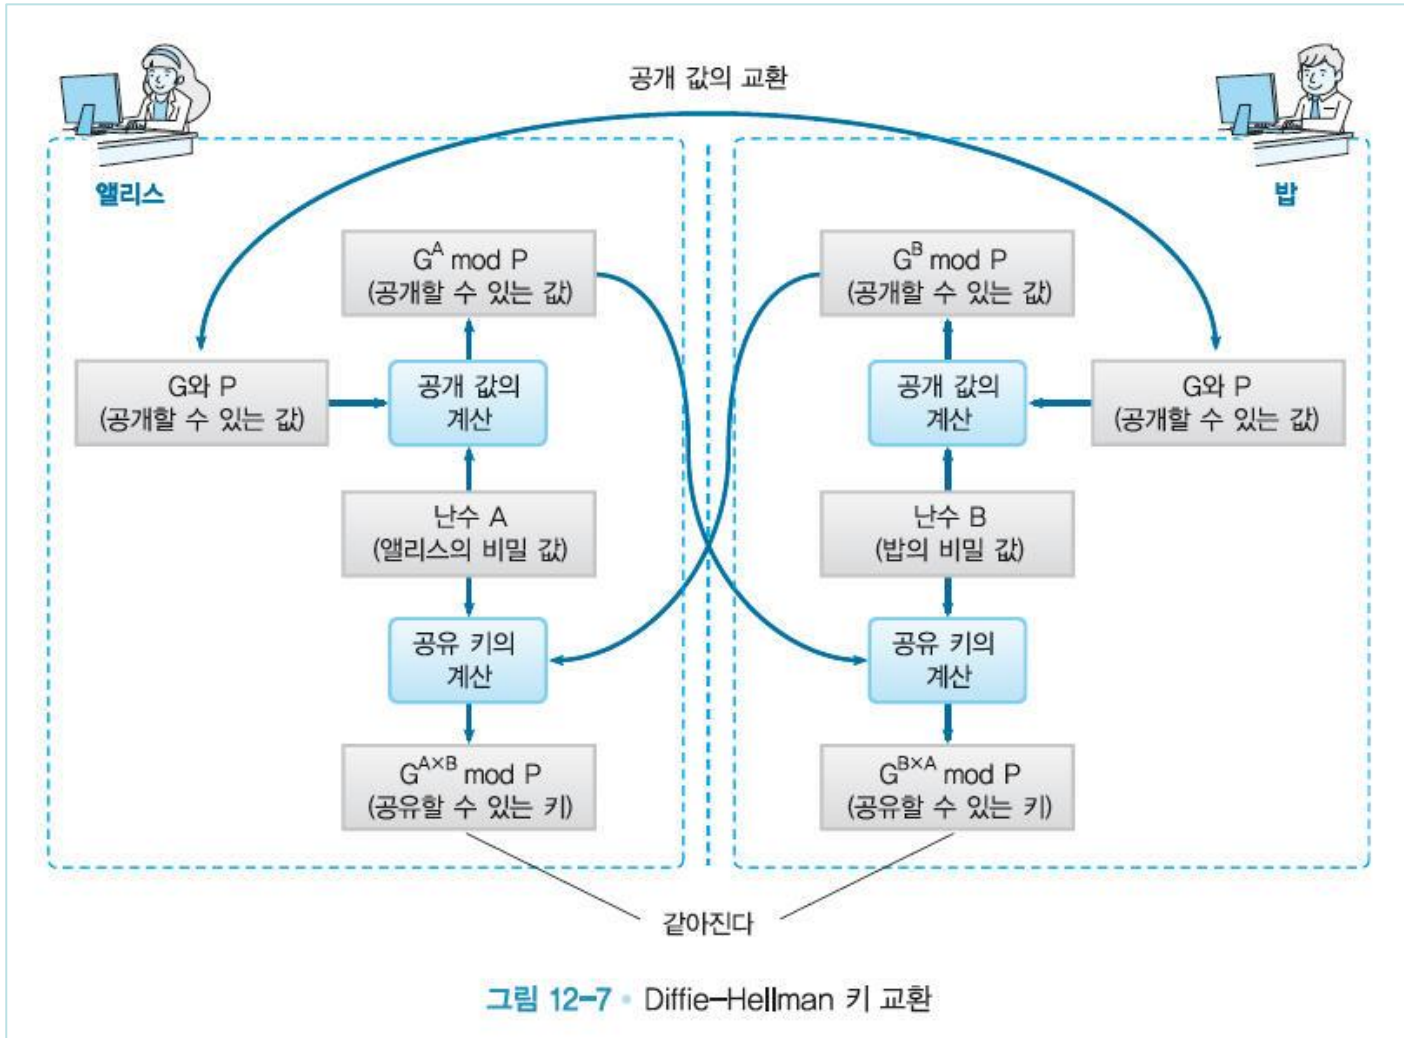 공개 값의 교환
앨리스
밥
G^A mod P
(공개할 수 있는 값)
G^B mod P
(공개할 수 있는 값)
G와 P
(공개할 수 있는 값)
공개 값의
계산
공개 값의
계산
G와 P
(공개할 수 있는 값)
난수 A
(앨리스의 비밀 값)
난수 B
(밥의 비밀 값)
공유 키의
계산
공유 키의
계산
G^A×B mod P
(공유할 수 있는 키)
G^B×A mod P
(공유할 수 있는 키)
같아진다
그림 12-7 • Diffie-Hellman 키 교환